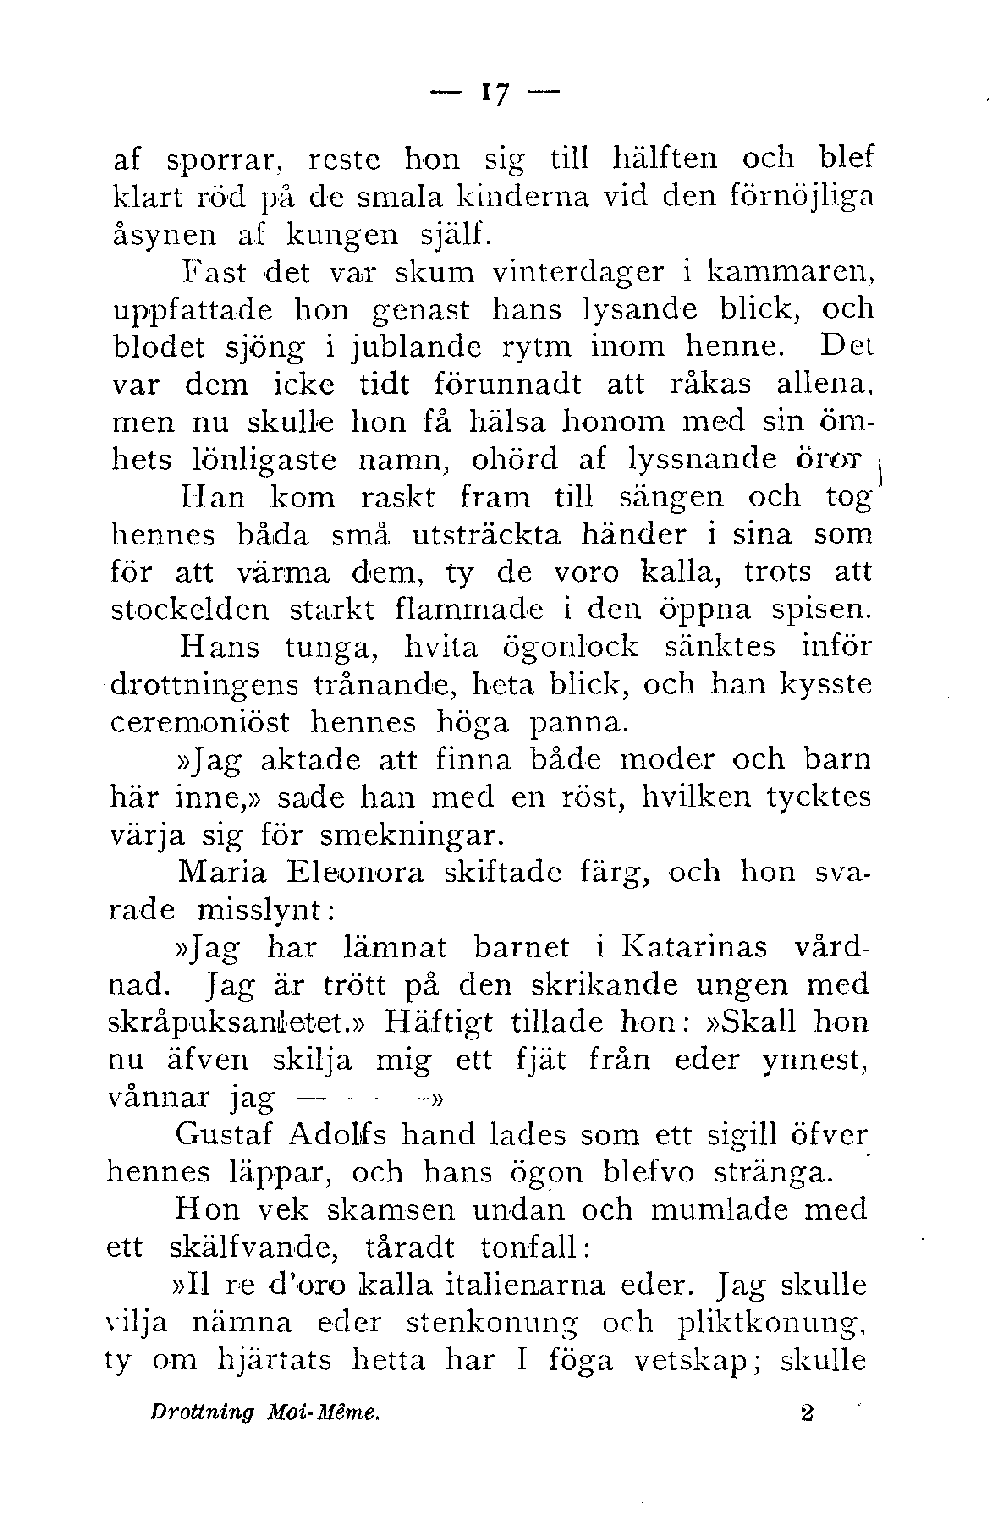 — 17 —
af sporrar, reste hon sig till hälften och blef
klart röd på de smala kinderna vid den förnöjliga
åsynen af kungen själf.
Fast det var skum vinterdager i kammaren,
uppfattade hon genast hans lysande blick, och
blodet sjöng i jublande rytm inom henne. Det
var dem icke tidt förunnadt att råkas allena,
men nu skulle hon få hälsa honom med sin öm-
hets lönligaste namn, ohörd af lyssnande öron
Han kom raskt fram till sängen och tog
hennes båda små utsträckta händer i sina som
för att värma dem, ty de voro kalla, trots att
stockelden starkt flammade i den öppna spisen.
Hans tunga, hvita ögonlock sänktes inför
drottningens trånande, heta blick, och han kysste
ceremoniöst hennes höga panna.
»Jag aktade att finna både moder och barn
här inne,» sade han med en röst, hvilken tycktes
värja sig för smekningar.
Maria Eleonora skiftade färg, och hon sva-
rade misslynt:
»Jag har lämnat barnet i Katarinas vård-
nad. Jag är trött på den skrikande ungen med
skråpuksanletet.» Häftigt tillade hon: »Skall hon
nu äfven skilja mig ett fjät från eder ynnest,
vånnar jag — - - -»
Gustaf Adolfs hand lades som ett sigill öfver
hennes läppar, och hans ögon blefvo stränga.
Hon vek skamsen undan och mumlade med
ett skälfvande, tåradt tonfall:
»Il re d'oro kalla italienarna eder. Jag skulle
vilja nämna eder stenkonung och pliktkonung,
ty om hjärtats hetta har I föga vetskap; skulle
Drottning Moi-Même. 2